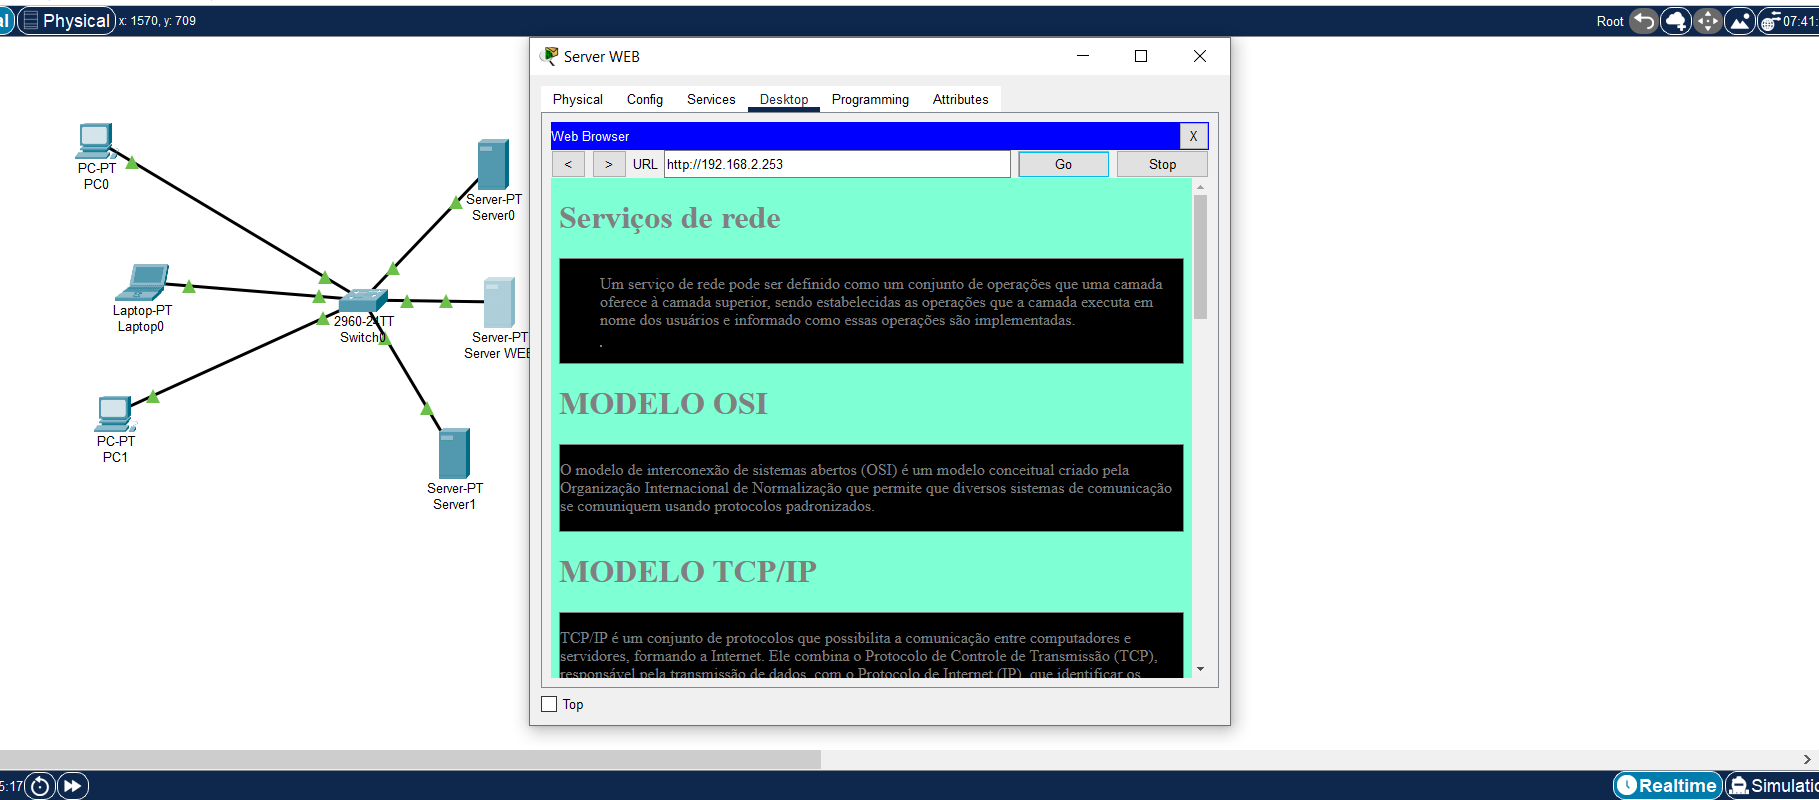 Physical x: 1570, y: 709
Root
07:41:
Server WEB
Physical Config Services Desktop Programming Attributes
Web Browser
X
< > URL http://192.168.2.253 Go Stop
Serviços de rede
Um serviço de rede pode ser definido como um conjunto de operações que uma camada
oferece à camada superior, sendo estabelecidas as operações que a camada executa em
nome dos usuários e informado como essas operações são implementadas.
.
MODELO OSI
O modelo de interconexão de sistemas abertos (OSI) é um modelo conceitual criado pela
Organização Internacional de Normalização que permite que diversos sistemas de comunicação
se comuniquem usando protocolos padronizados.
MODELO TCP/IP
TCP/IP é um conjunto de protocolos que possibilita a comunicação entre computadores e
servidores, formando a Internet. Ele combina o Protocolo de Controle de Transmissão (TCP),
responsável pela transmissão de dados, com o Protocolo de Internet (IP), que identificar os
Top
PC-PT
PC0
Server-PT
Server0
Laptop-PT
Laptop0
2960-24TT
Switch0
Server-PT
Server WEB
PC-PT
PC1
Server-PT
Server1
5:17
Realtime
Simulatio